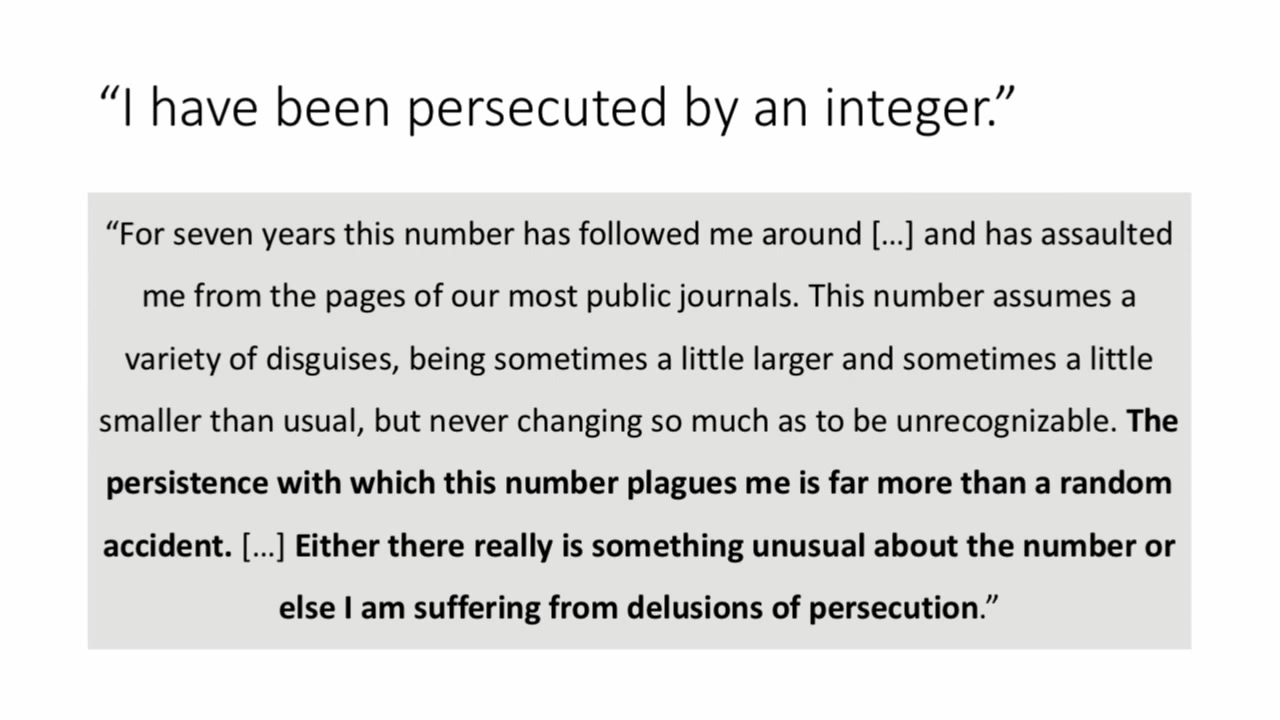 “I have been persecuted by an integer.”
“For seven years this number has followed me around [...] and has assaulted
me from the pages of our most public journals. This number assumes a
variety of disguises, being sometimes a little larger and sometimes a little
smaller than usual, but never changing so much as to be unrecognizable. The
persistence with which this number plagues me is far more than a random
accident. [...] Either there really is something unusual about the number or
else I am suffering from delusions of persecution.”